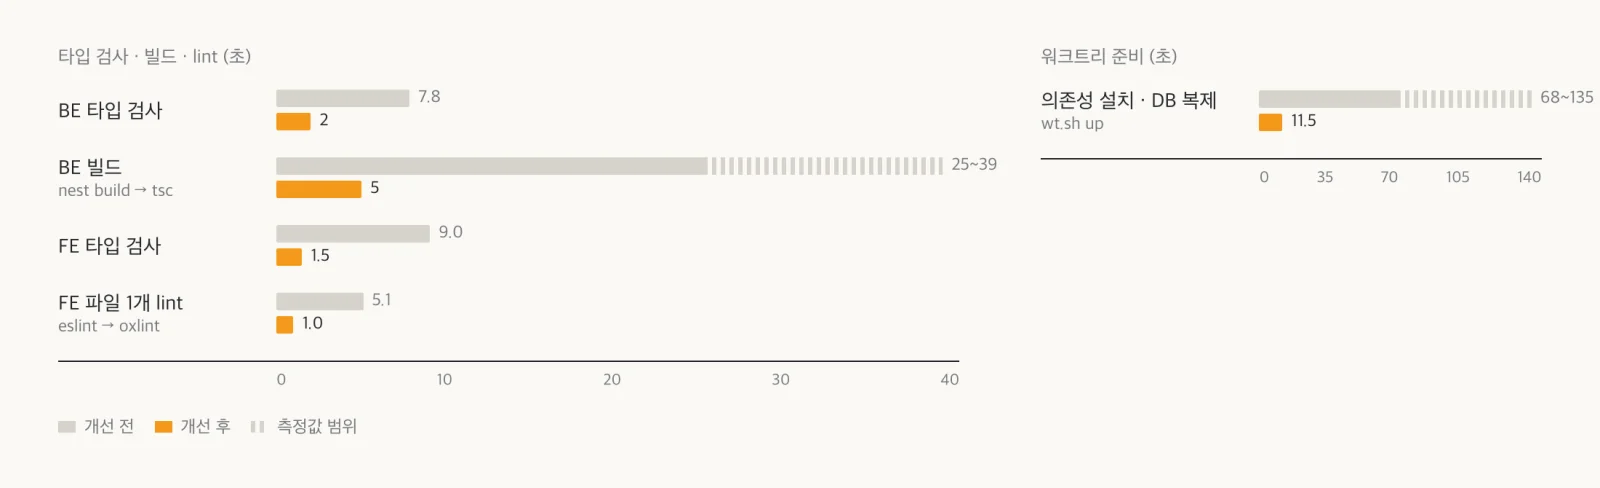 타입 검사 · 빌드 · lint (초)
BE 타입 검사
7.8
2
BE 빌드
nest build → tsc
25~39
5
FE 타입 검사
9.0
1.5
FE 파일 1개 lint
eslint → oxlint
5.1
1.0
0 10 20 30 40
개선 전 개선 후 측정값 범위
워크트리 준비 (초)
의존성 설치 · DB 복제
wt.sh up
68~135
11.5
0 35 70 105 140